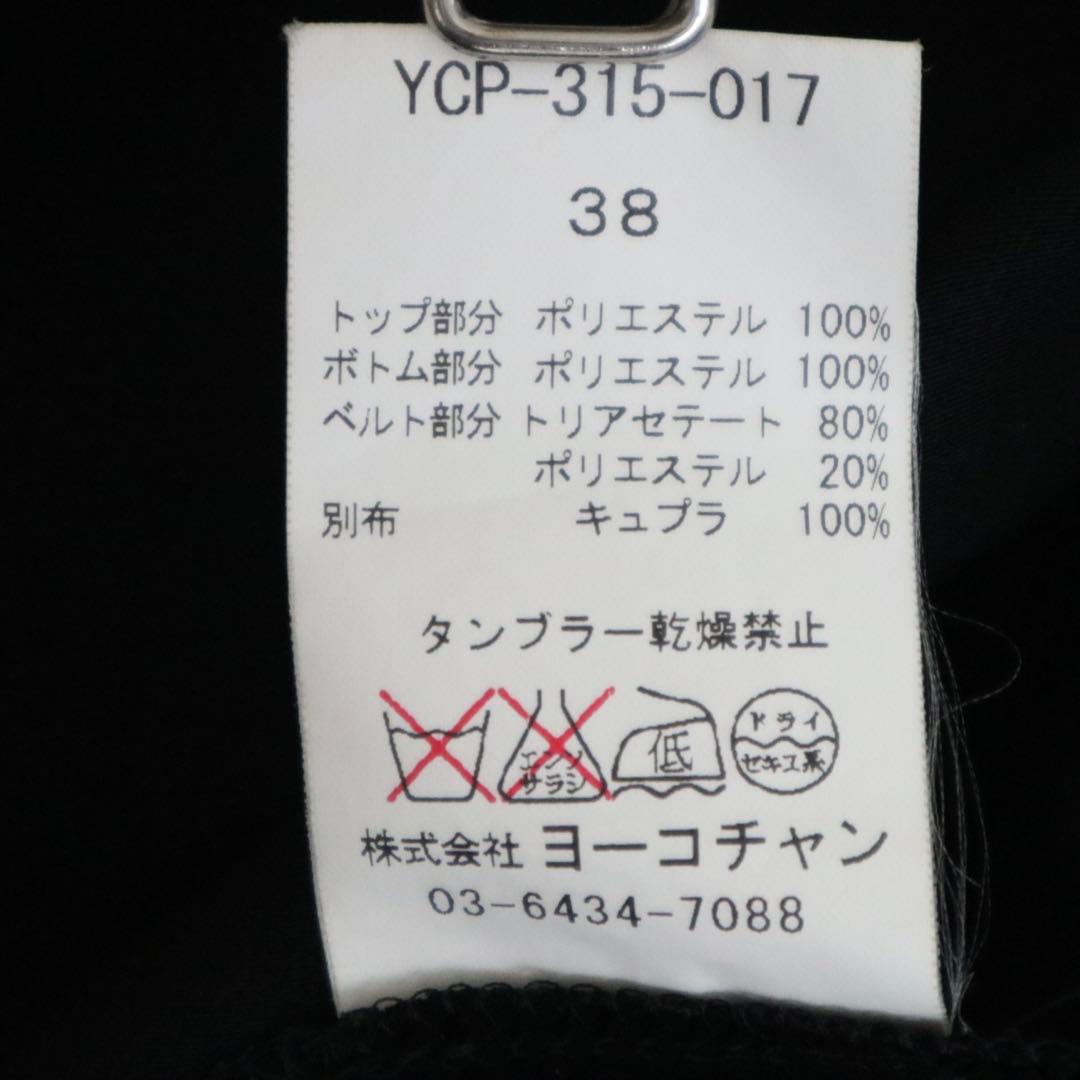 YCP-315-017
38
トップ部分 ポリエステル 100%
ボトム部分 ポリエステル 100%
ベルト部分 トリアセテート 80%
ポリエステル 20%
別布 キュプラ 100%
タンブラー乾燥禁止
エンソ
サラシ
低
ドライ
セキユ系
株式会社 ヨーコチャン
03-6434-7088